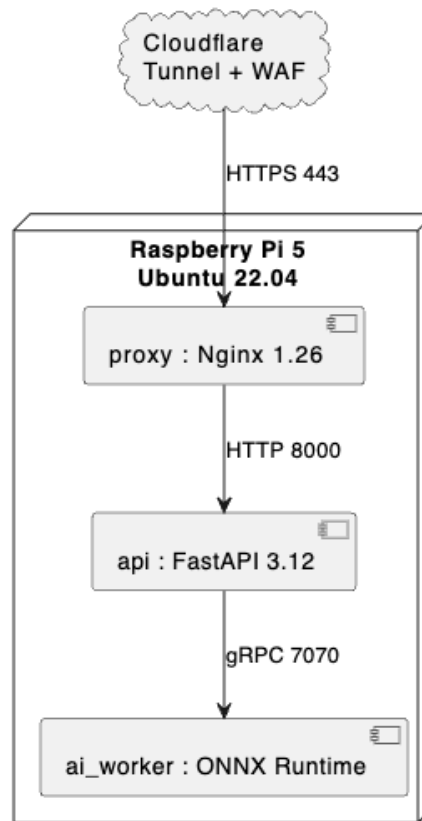 Cloudflare
Tunnel + WAF
HTTPS 443
Raspberry Pi 5
Ubuntu 22.04
proxy : Nginx 1.26
HTTP 8000
api : FastAPI 3.12
gRPC 7070
ai_worker : ONNX Runtime